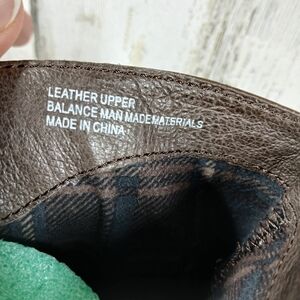 LEATHER UPPER
BALANCE MAN MADE MATERIALS
MADE IN CHINA